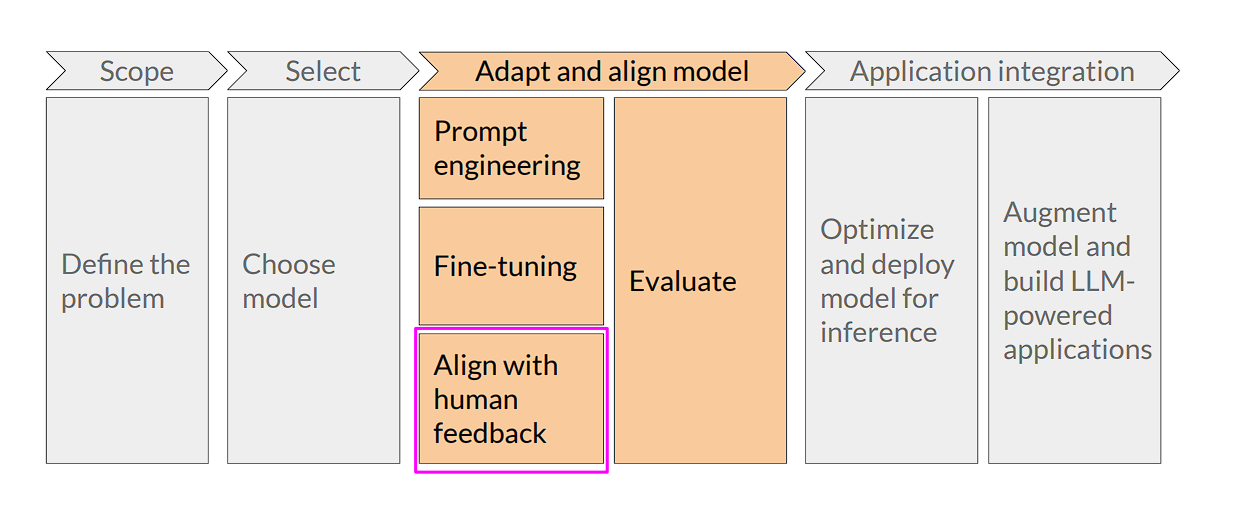 Scope
Select
Adapt and align model
Application integration
Define the
problem
Choose
model
Prompt
engineering
Fine-tuning
Align with
human
feedback
Evaluate
Optimize
and deploy
model for
inference
Augment
model and
build LLM-
powered
applications